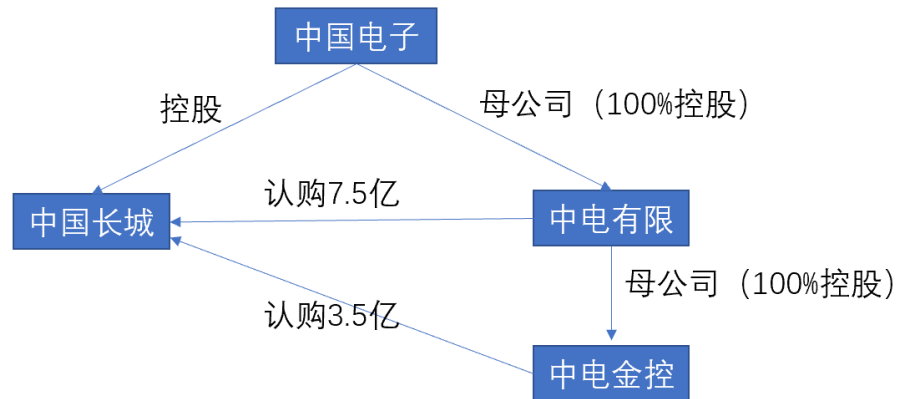 中国电子
控股
母公司（100%控股）
认购7.5亿
中国长城
中电有限
母公司（100%控股）
认购3.5亿
中电金控